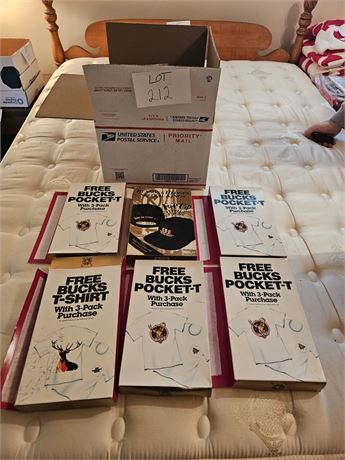 LOT
212
UNITED STATES
POSTAL SERVICE
PRIORITY
MAIL
FREE
BUCKS
POCKET-T
With 3-Pack
Purchase
FREE
BUCKS
POCKET-T
With 3-Pack
Purchase
FREE
BUCKS
T-SHIRT
With 3-Pack
Purchase
FREE
BUCKS
POCKET-T
With 3-Pack
Purchase
FREE
BUCKS
POCKET-T
With 3-Pack
Purchase